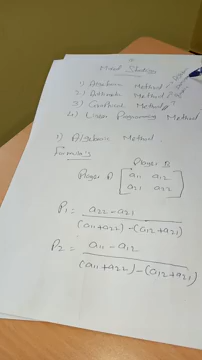 Mixed Strategy
1) Algebraic Method
2) Arithmetic Method
3) Graphical Method
4) Linear Programming Method
1) Algebraic Method
Formula's
Player B
Player A [ a11 a12
a21 a22 ]
P1 = a22 - a21
(a11 + a22) - (a12 + a21)
P2 = a11 - a12
(a11 + a22) - (a12 + a21)